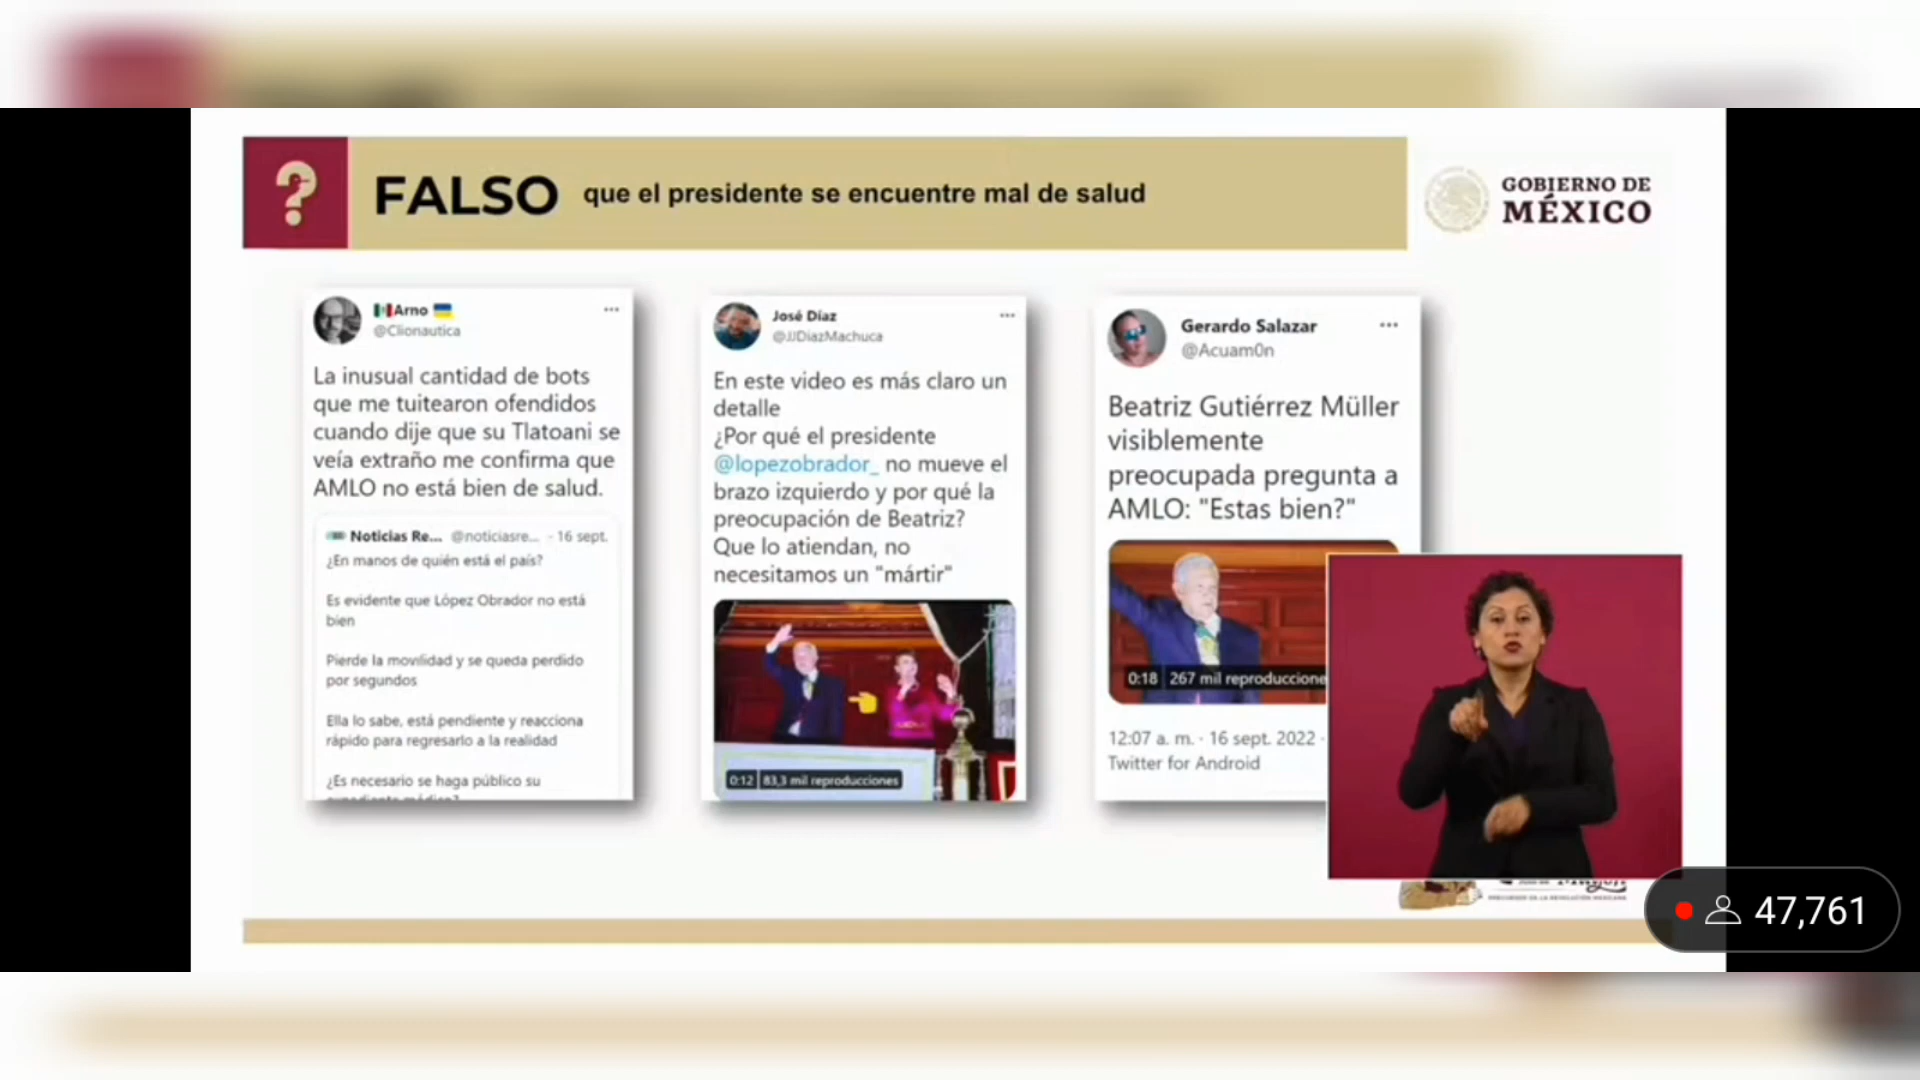 ?
FALSO que el presidente se encuentre mal de salud
GOBIERNO DE
MÉXICO
Arno
@Clionautica
La inusual cantidad de bots
que me tuitearon ofendidos
cuando dije que su Tlatoani se
veía extraño me confirma que
AMLO no está bien de salud.
Noticias Re... @noticiasre... · 16 sept.
¿En manos de quién está el país?
Es evidente que López Obrador no está
bien
Pierde la movilidad y se queda perdido
por segundos
Ella lo sabe, está pendiente y reacciona
rápido para regresarlo a la realidad
¿Es necesario se haga público su
José Díaz
@JJDiazMachuca
En este video es más claro un
detalle
¿Por qué el presidente
@lopezobrador_ no mueve el
brazo izquierdo y por qué la
preocupación de Beatriz?
Que lo atiendan, no
necesitamos un "mártir"
0:12 83,3 mil reproducciones
Gerardo Salazar
@Acuam0n
Beatriz Gutiérrez Müller
visiblemente
preocupada pregunta a
AMLO: "Estas bien?"
0:18 267 mil reproduccione
12:07 a. m. · 16 sept. 2022 ·
Twitter for Android
47,761